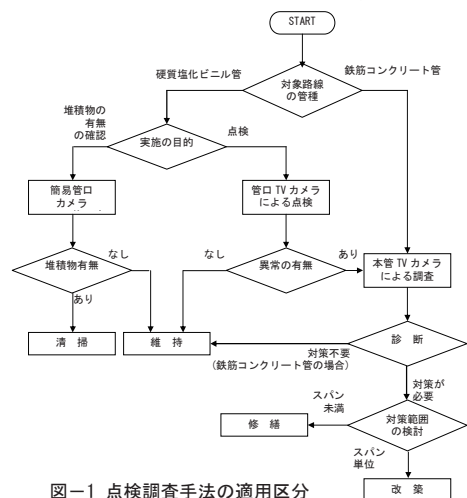 START
硬質塩化ビニル管
鉄筋コンクリート管
対象路線
の管種
堆積物の
有無
の確認
実施の目的
点検
簡易管口
カメラ
管口 TV カメラ
による点検
堆積物有無
なし
なし
異常の有無
あり
本管 TV カメラ
による調査
あり
清 掃
維 持
対策不要
(鉄筋コンクリート管の場合)
診 断
対策が
必要
スパン
未満
修 繕
対策範囲
の検討
スパン
単位
改 築
図－1 点検調査手法の適用区分